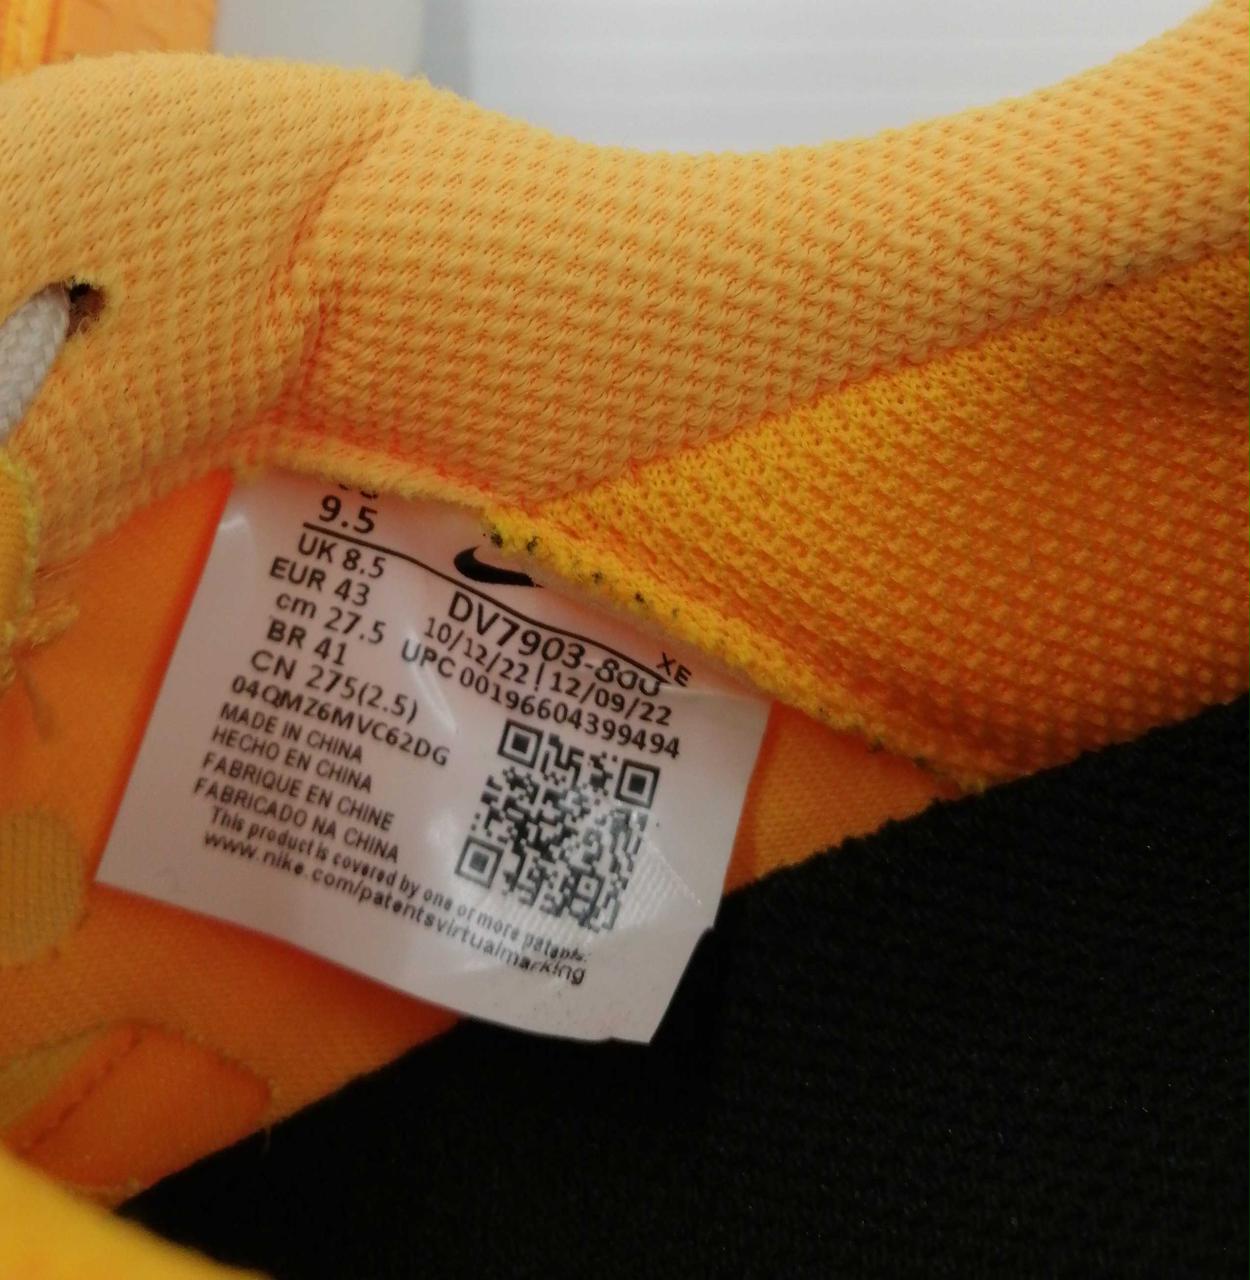 9.5
UK 8.5
EUR 43
cm 27.5
BR 41
CN 275(2.5)
04QMZ6MVC62DG
MADE IN CHINA
HECHO EN CHINA
FABRIQUE EN CHINE
FABRICADO NA CHINA
This product is covered by one or more patents:
www.nike.com/patentsvirtualmarking
XE
DV7903-800
10/12/22|12/09/22
UPC 00196604399494